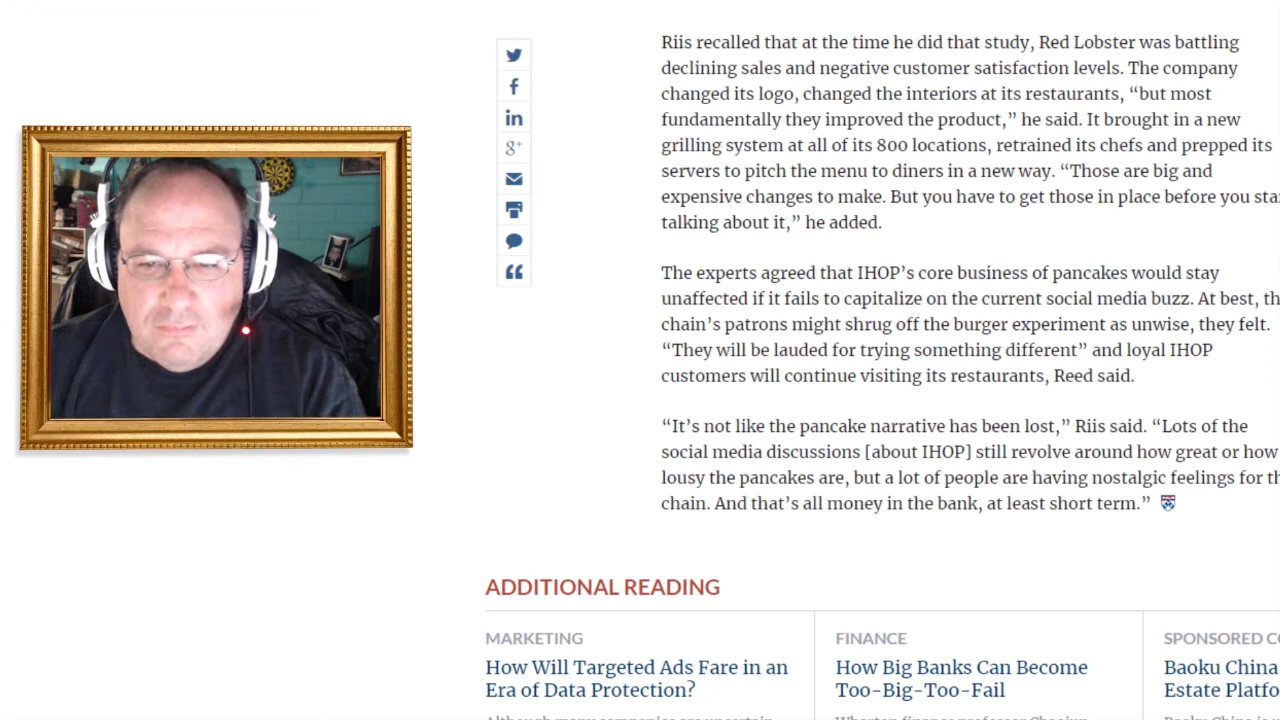 Riis recalled that at the time he did that study, Red Lobster was battling
declining sales and negative customer satisfaction levels. The company
changed its logo, changed the interiors at its restaurants, “but most
fundamentally they improved the product,” he said. It brought in a new
grilling system at all of its 800 locations, retrained its chefs and prepped its
servers to pitch the menu to diners in a new way. “Those are big and
expensive changes to make. But you have to get those in place before you
talking about it,” he added.
The experts agreed that IHOP’s core business of pancakes would stay
unaffected if it fails to capitalize on the current social media buzz. At best,
chain’s patrons might shrug off the burger experiment as unwise, they felt.
“They will be lauded for trying something different” and loyal IHOP
customers will continue visiting its restaurants, Reed said.
“It’s not like the pancake narrative has been lost,” Riis said. “Lots of the
social media discussions [about IHOP] still revolve around how great or how
lousy the pancakes are, but a lot of people are having nostalgic feelings for
chain. And that’s all money in the bank, at least short term.”
ADDITIONAL READING
MARKETING
How Will Targeted Ads Fare in an
Era of Data Protection?
FINANCE
How Big Banks Can Become
Too-Big-Too-Fail
SPONSORED
Baoku China
Estate